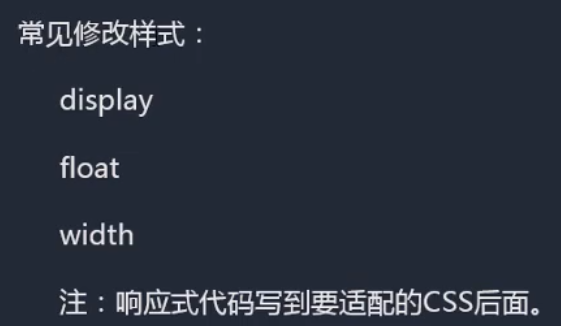 常见修改样式：
display
float
width
注：响应式代码写到要适配的CSS后面。